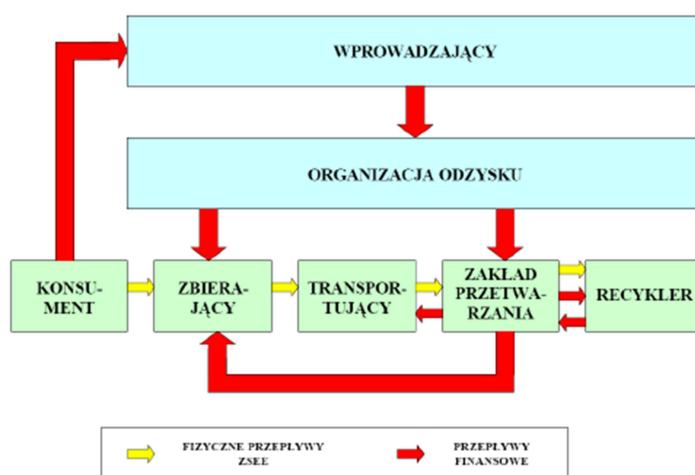 WPROWADZAJĄCY
ORGANIZACJA ODZYSKU
KONSU-
MENT
ZBIERA-
JĄCY
TRANSPOR-
TUJĄCY
ZAKŁAD
PRZETWA-
RZANIA
RECYKLER
FIZYCZNE PRZEPŁYWY
ZSEE
PRZEPŁYWY
FINANSOWE